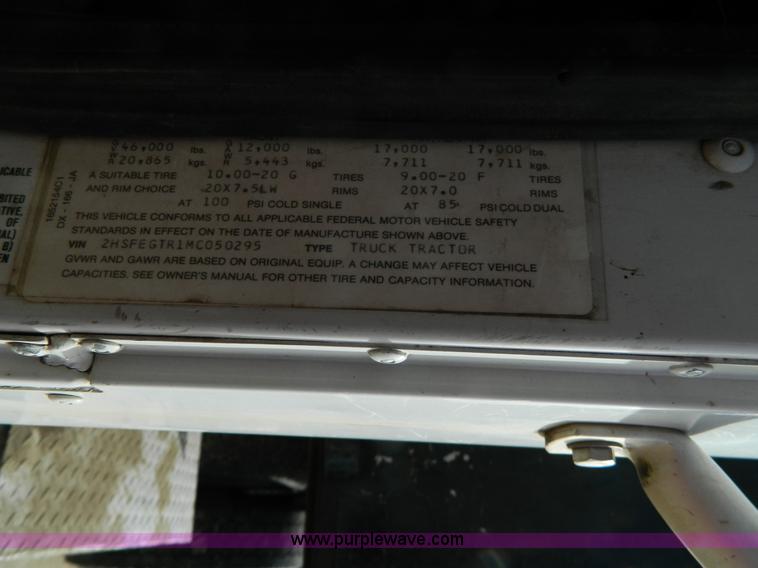 V 46,000 lbs. A 12,000 lbs. 17,000 17,000 lbs.
R 20,865 kgs. R 5,443 kgs. 7,711 7,711 kgs.
A SUITABLE TIRE 10.00-20 G TIRES 9.00-20 F TIRES
AND RIM CHOICE 20X7.5LW RIMS 20X7.0 RIMS
AT 100 PSI COLD SINGLE AT 85 PSI COLD DUAL
THIS VEHICLE CONFORMS TO ALL APPLICABLE FEDERAL MOTOR VEHICLE SAFETY
STANDARDS IN EFFECT ON THE DATE OF MANUFACTURE SHOWN ABOVE.
VIN 2HSFEGTR1MC050295 TYPE TRUCK TRACTOR
GVWR AND GAWR ARE BASED ON ORIGINAL EQUIP. A CHANGE MAY AFFECT VEHICLE
CAPACITIES. SEE OWNER'S MANUAL FOR OTHER TIRE AND CAPACITY INFORMATION.
1652154C1
DX - 166 - JA
OF
B)
www.purplewave.com